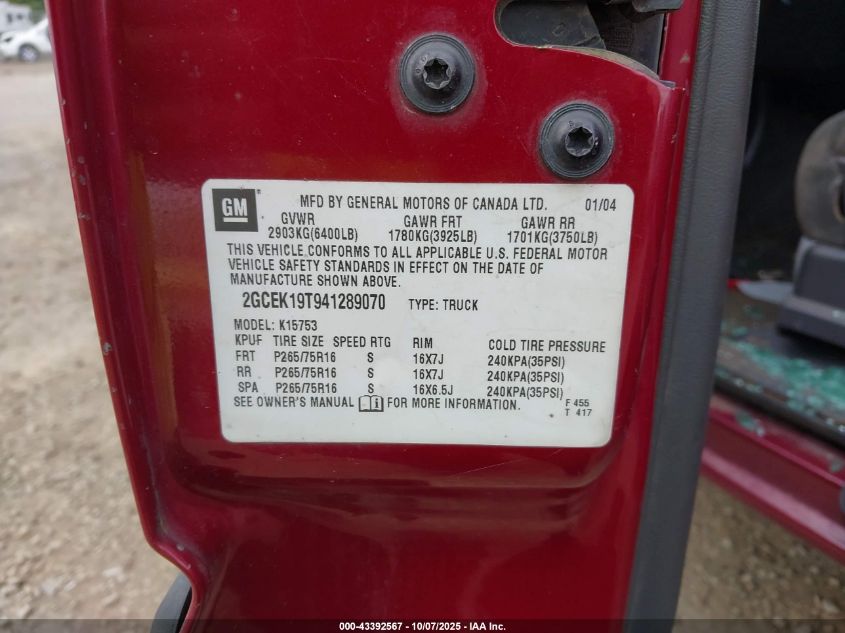 GM
MFD BY GENERAL MOTORS OF CANADA LTD. 01/04
GVWR GAWR FRT GAWR RR
2903KG(6400LB) 1780KG(3925LB) 1701KG(3750LB)
THIS VEHICLE CONFORMS TO ALL APPLICABLE U.S. FEDERAL MOTOR
VEHICLE SAFETY STANDARDS IN EFFECT ON THE DATE OF
MANUFACTURE SHOWN ABOVE.
2GCEK19T941289070 TYPE: TRUCK
MODEL: K15753
KPUF TIRE SIZE SPEED RTG RIM COLD TIRE PRESSURE
FRT P265/75R16 S 16X7J 240KPA(35PSI)
RR P265/75R16 S 16X7J 240KPA(35PSI)
SPA P265/75R16 S 16X6.5J 240KPA(35PSI)
SEE OWNER'S MANUAL FOR MORE INFORMATION. F 455
T 417
000-43392567 - 10/07/2025 - IAA Inc.